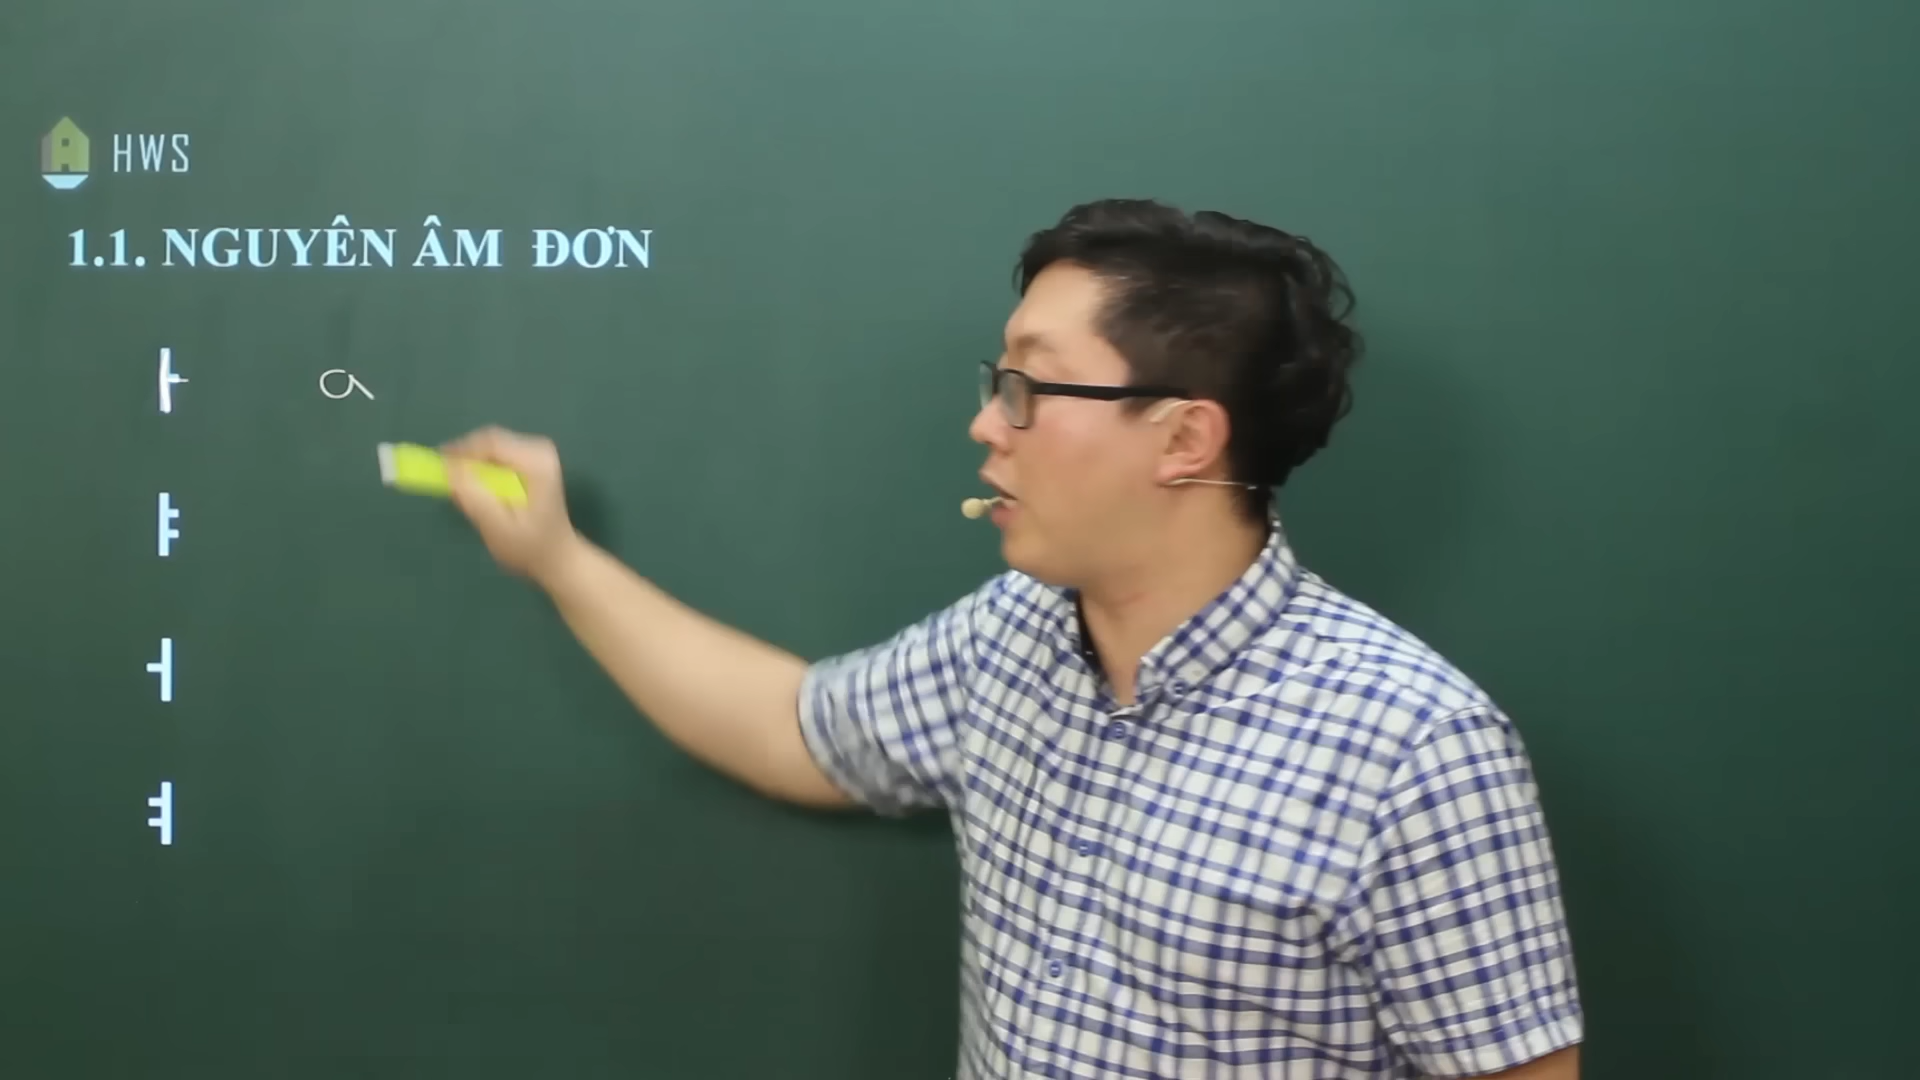 HWS
1.1. NGUYÊN ÂM ĐƠN
ㅏ a
ㅑ
ㅓ
ㅕ